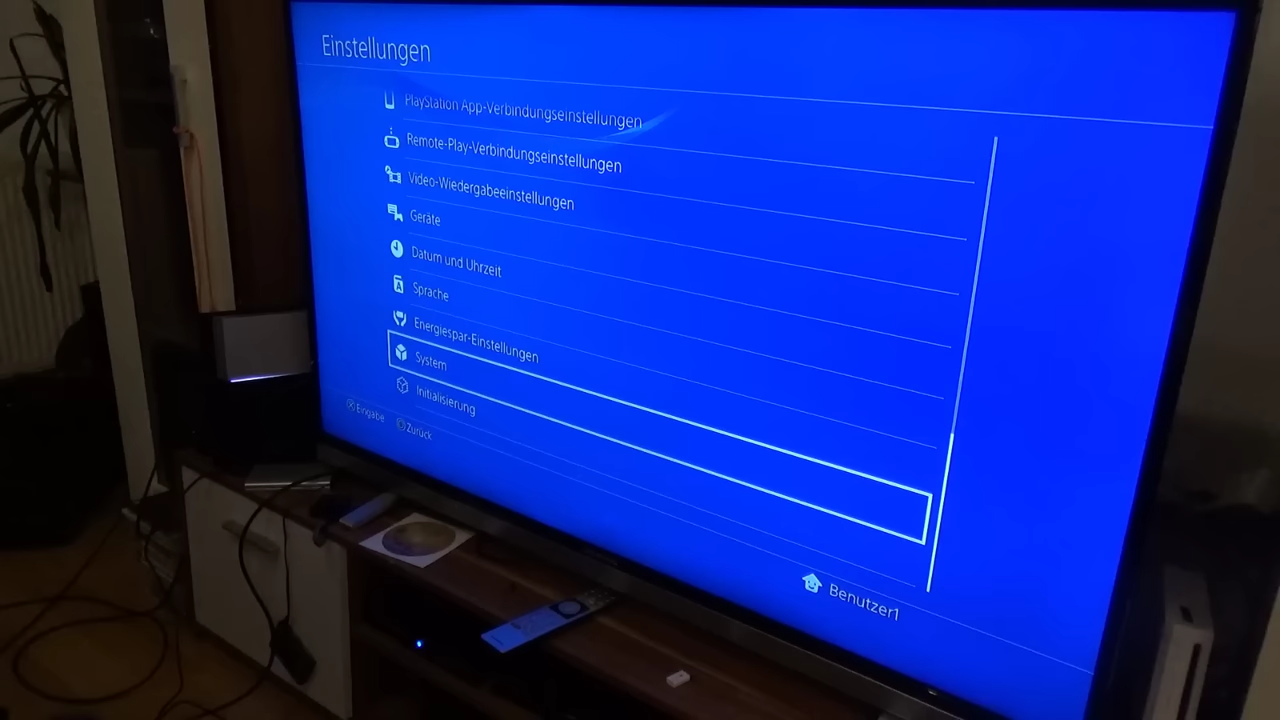 Einstellungen
PlayStation App-Verbindungseinstellungen
Remote-Play-Verbindungseinstellungen
Video-Wiedergabeeinstellungen
Geräte
Datum und Uhrzeit
Sprache
Energiespar-Einstellungen
System
Initialisierung
Eingabe Zurück
Benutzer1